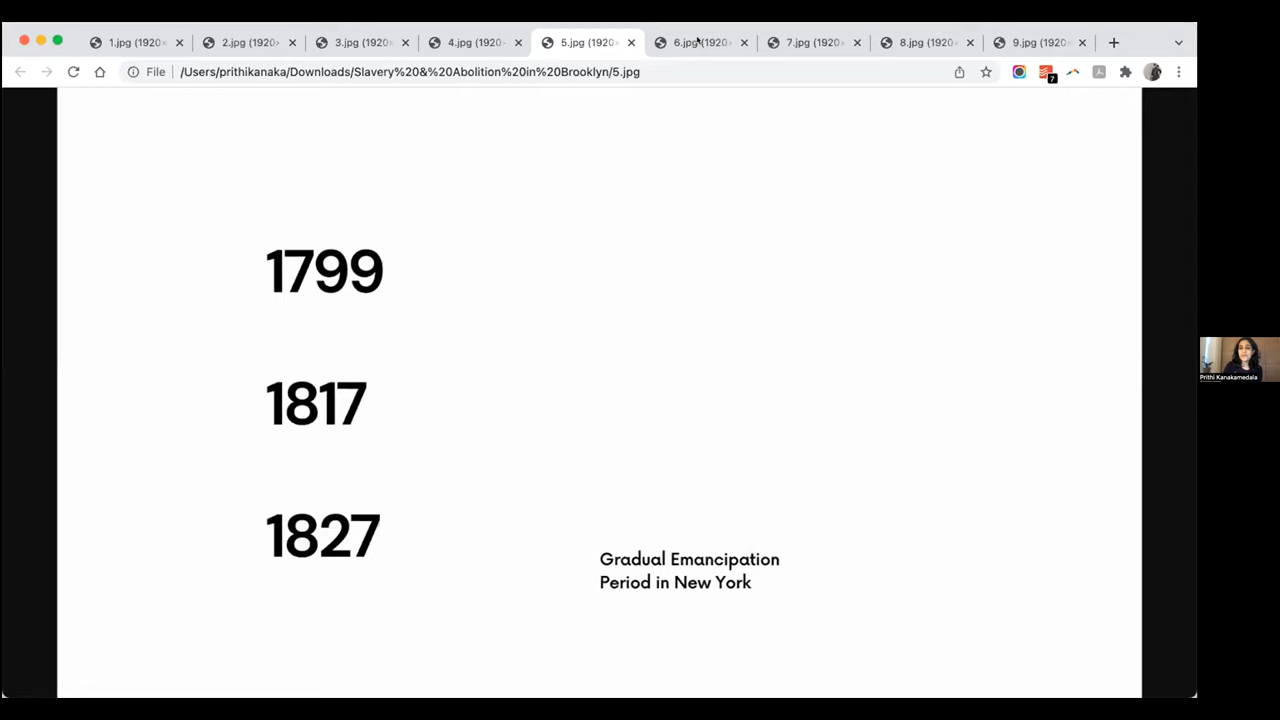 1.jpg (1920×
2.jpg (1920×
3.jpg (1920×
4.jpg (1920×
5.jpg (1920×
6.jpg (1920×
7.jpg (1920×
8.jpg (1920×
9.jpg (1920×
File
/Users/prithikanaka/Downloads/Slavery%20&%20Abolition%20in%20Brooklyn/5.jpg
7
1799
1817
1827
Gradual Emancipation
Period in New York
Prithi Kanakamedala